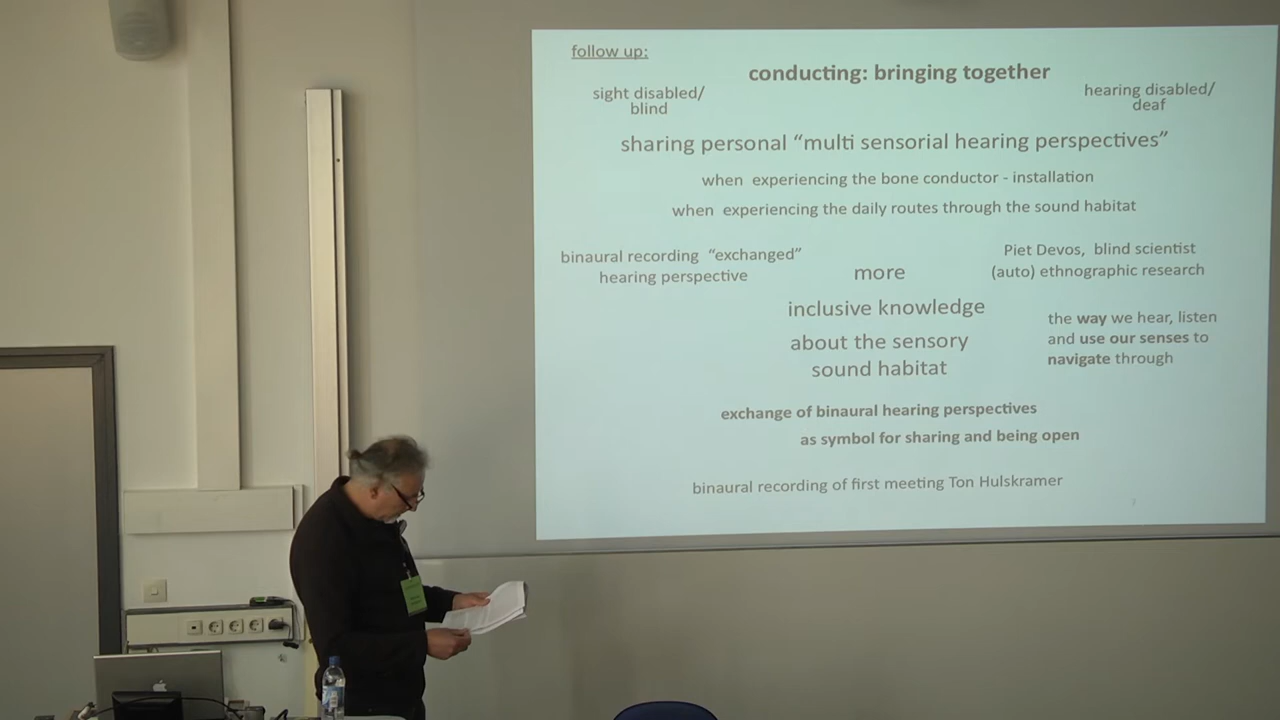 follow up:
conducting: bringing together
sight disabled/
blind
hearing disabled/
deaf
sharing personal “multi sensorial hearing perspectives”
when experiencing the bone conductor - installation
when experiencing the daily routes through the sound habitat
binaural recording “exchanged”
hearing perspective
more
inclusive knowledge
about the sensory
sound habitat
Piet Devos, blind scientist
(auto) ethnographic research
the way we hear, listen
and use our senses to
navigate through
exchange of binaural hearing perspectives
as symbol for sharing and being open
binaural recording of first meeting Ton Hulskramer